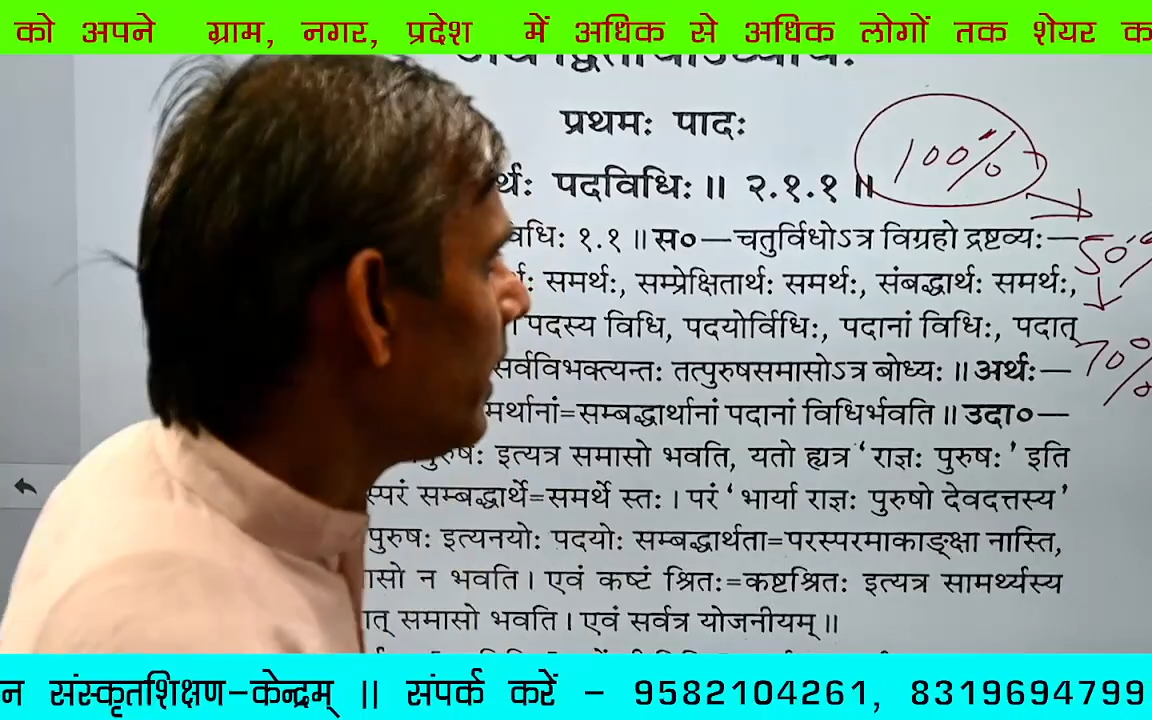 को अपने ग्राम, नगर, प्रदेश में अधिक से अधिक लोगों तक शेयर क
प्रथमः पादः
100%
र्थः पदविधिः॥ २.१.१॥
विधिः १.१॥ स०—चतुर्विधोऽत्र विग्रहो द्रष्टव्यः—
50%
समर्थः, सम्प्रेक्षितार्थः समर्थः, संबद्धार्थः समर्थः,
पदस्य विधि, पदयोर्विधिः, पदानां विधिः, पदात्
70%
सर्वविभक्त्यन्तः तत्पुरुषसमासोऽत्र बोध्यः॥ अर्थः—
मर्थानां=सम्बद्धार्थानां पदानां विधिर्भवति॥ उदा०—
इत्यत्र समासो भवति, यतो ह्यत्र ‘राज्ञः पुरुषः’ इति
स्परं सम्बद्धार्थे=समर्थे स्तः। परं ‘भार्या राज्ञः पुरुषो देवदत्तस्य’
पुरुषः इत्यनयोः पदयोः सम्बद्धार्थता=परस्परमाकाङ्क्षा नास्ति,
ासो न भवति। एवं कष्टं श्रितः=कष्टश्रितः इत्यत्र सामर्थ्यस्य
ात् समासो भवति। एवं सर्वत्र योजनीयम्॥
न संस्कृतशिक्षण-केन्द्रम् || संपर्क करें - 9582104261, 8319694799